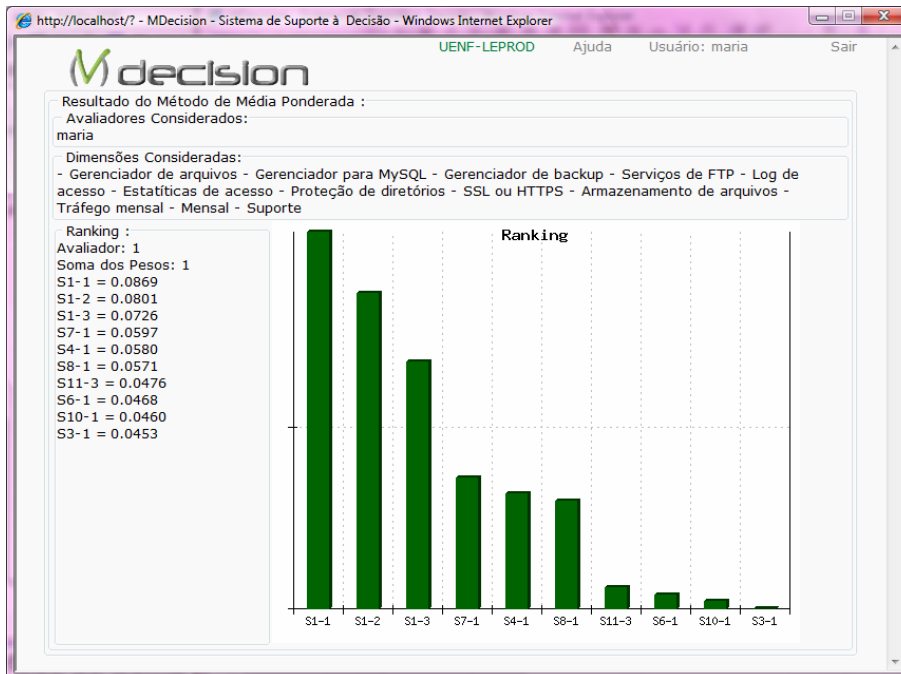 http://localhost/? - MDecision - Sistema de Suporte à Decisão - Windows Internet Explorer
UENF-LEPROD Ajuda Usuário: maria Sair
(M) decision
Resultado do Método de Média Ponderada :
Avaliadores Considerados:
maria
Dimensões Consideradas:
- Gerenciador de arquivos - Gerenciador para MySQL - Gerenciador de backup - Serviços de FTP - Log de
acesso - Estatíticas de acesso - Proteção de diretórios - SSL ou HTTPS - Armazenamento de arquivos -
Tráfego mensal - Mensal - Suporte
Ranking :
Avaliador: 1
Soma dos Pesos: 1
S1-1 = 0.0869
S1-2 = 0.0801
S1-3 = 0.0726
S7-1 = 0.0597
S4-1 = 0.0580
S8-1 = 0.0571
S11-3 = 0.0476
S6-1 = 0.0468
S10-1 = 0.0460
S3-1 = 0.0453
Ranking
S1-1 S1-2 S1-3 S7-1 S4-1 S8-1 S11-3 S6-1 S10-1 S3-1